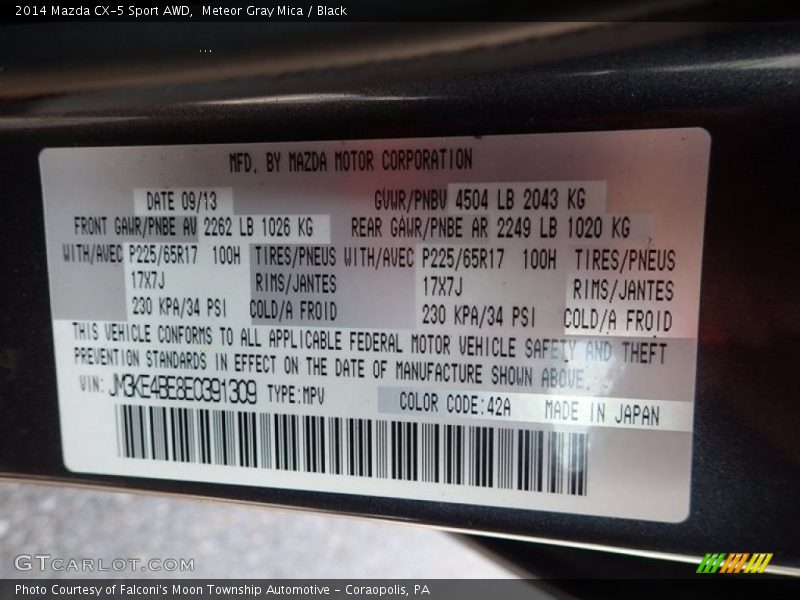 2014 Mazda CX-5 Sport AWD,  Meteor Gray Mica / Black
MFD. BY MAZDA MOTOR CORPORATION
DATE 09/13 GVWR/PNBV 4504 LB 2043 KG
FRONT GAWR/PNBE AV 2262 LB 1026 KG REAR GAWR/PNBE AR 2249 LB 1020 KG
WITH/AVEC P225/65R17 100H TIRES/PNEUS WITH/AVEC P225/65R17 100H TIRES/PNEUS
17X7J RIMS/JANTES 17X7J RIMS/JANTES
230 KPA/34 PSI COLD/A FROID 230 KPA/34 PSI COLD/A FROID
THIS VEHICLE CONFORMS TO ALL APPLICABLE FEDERAL MOTOR VEHICLE SAFETY AND THEFT
PREVENTION STANDARDS IN EFFECT ON THE DATE OF MANUFACTURE SHOWN ABOVE.
VIN: JM3KE4BE8E0391309 TYPE:MPV COLOR CODE:42A MADE IN JAPAN
GTCARLOT.COM
Photo Courtesy of Falconi's Moon Township Automotive - Coraopolis, PA